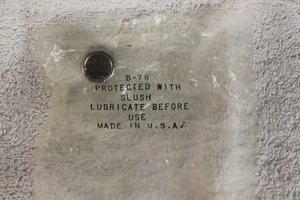 B-78
PROTECTED WITH
SLUSH
LUBRICATE BEFORE
USE
MADE IN U.S.A.